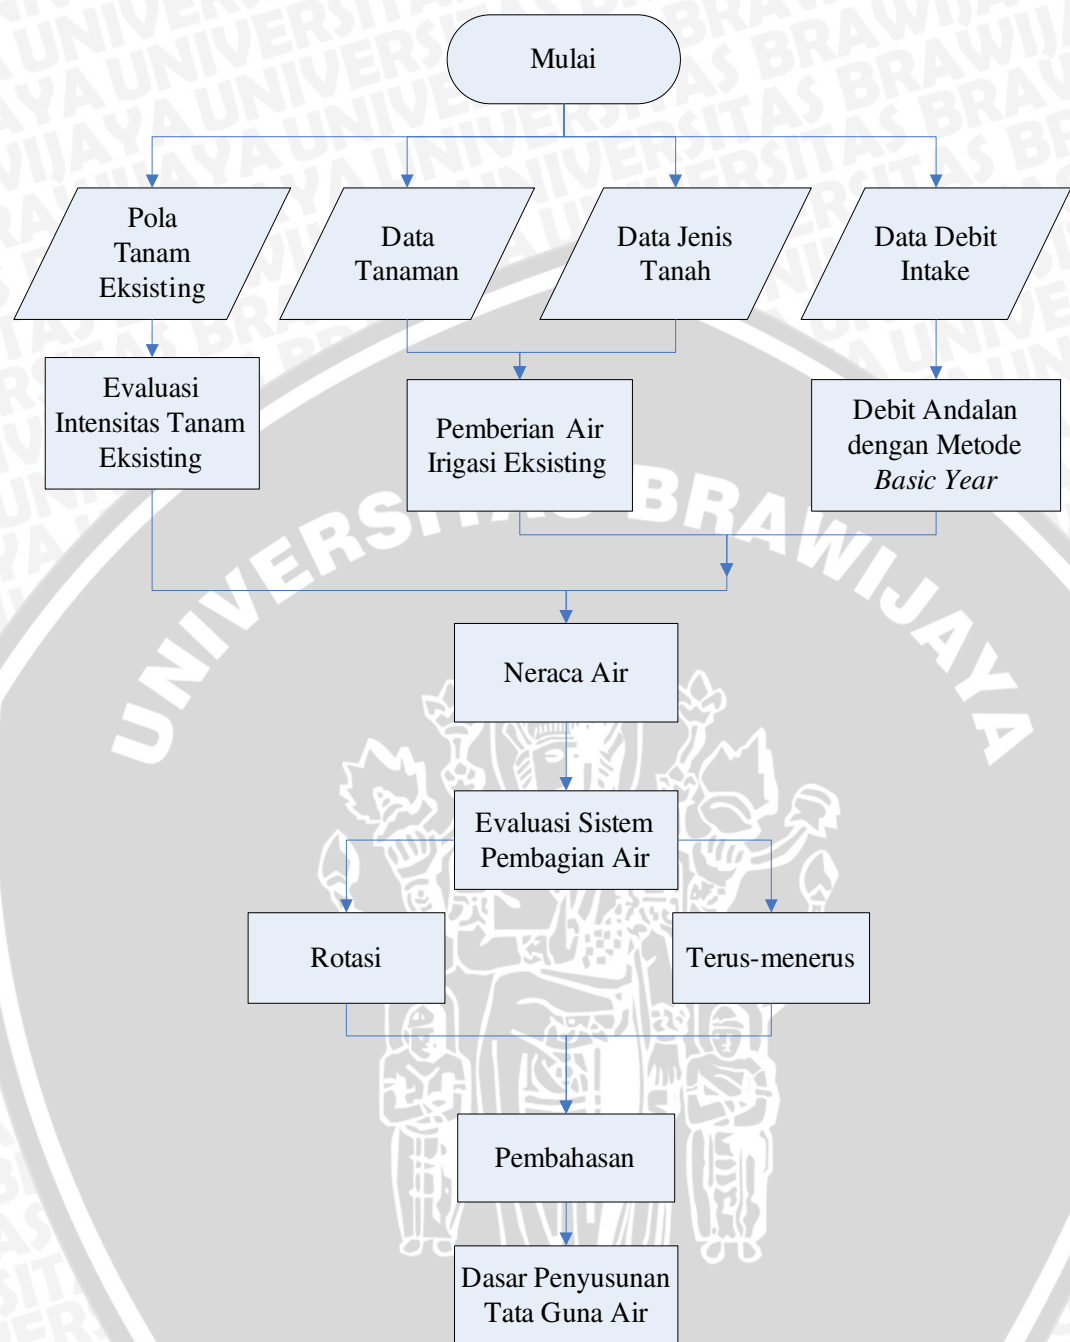 Mulai
Pola
Tanam
Eksisting
Data
Tanaman
Data Jenis
Tanah
Data Debit
Intake
Evaluasi
Intensitas Tanam
Eksisting
Pemberian Air
Irigasi Eksisting
Debit Andalan
dengan Metode
Basic Year
UNIVERSITAS BRAWIJAYA
Neraca Air
Evaluasi Sistem
Pembagian Air
Rotasi
Terus-menerus
Pembahasan
Dasar Penyusunan
Tata Guna Air